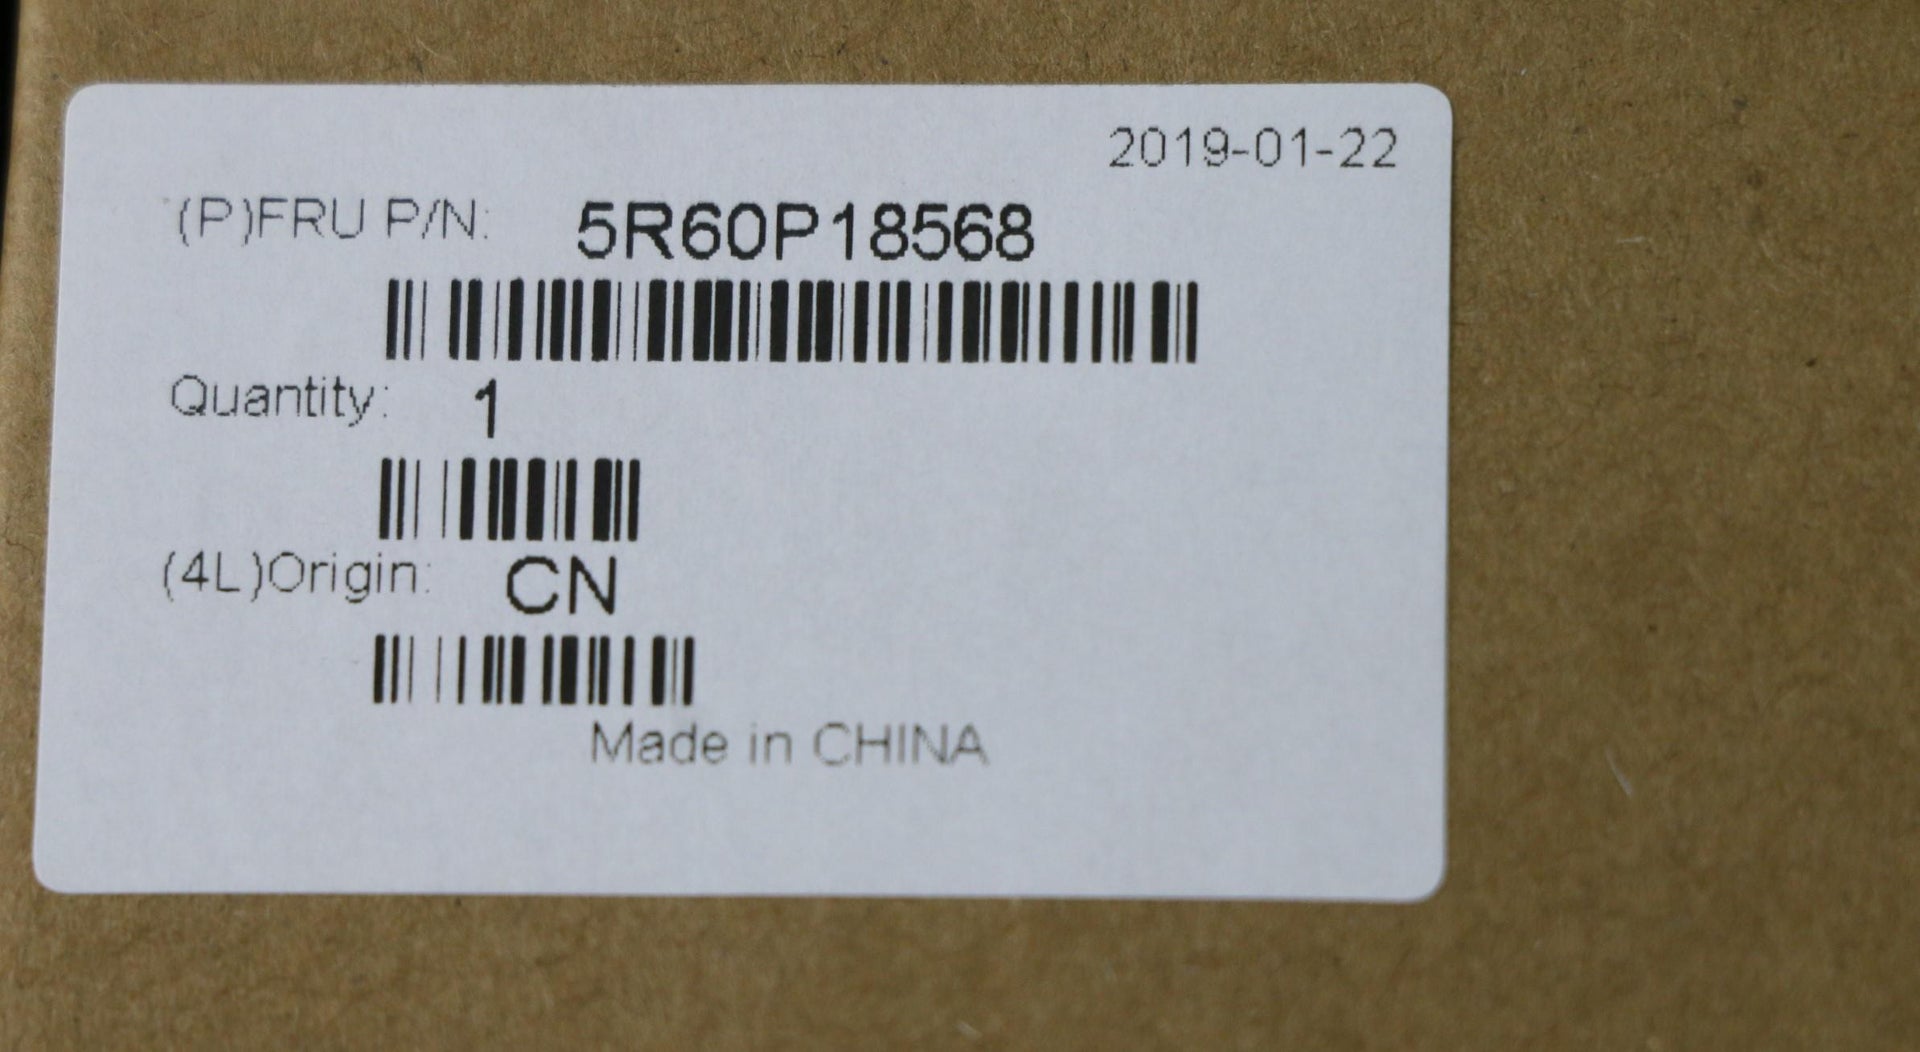 2019-01-22
(P)FRU P/N: 5R60P18568
Quantity: 1
(4L)Origin: CN
Made in CHINA